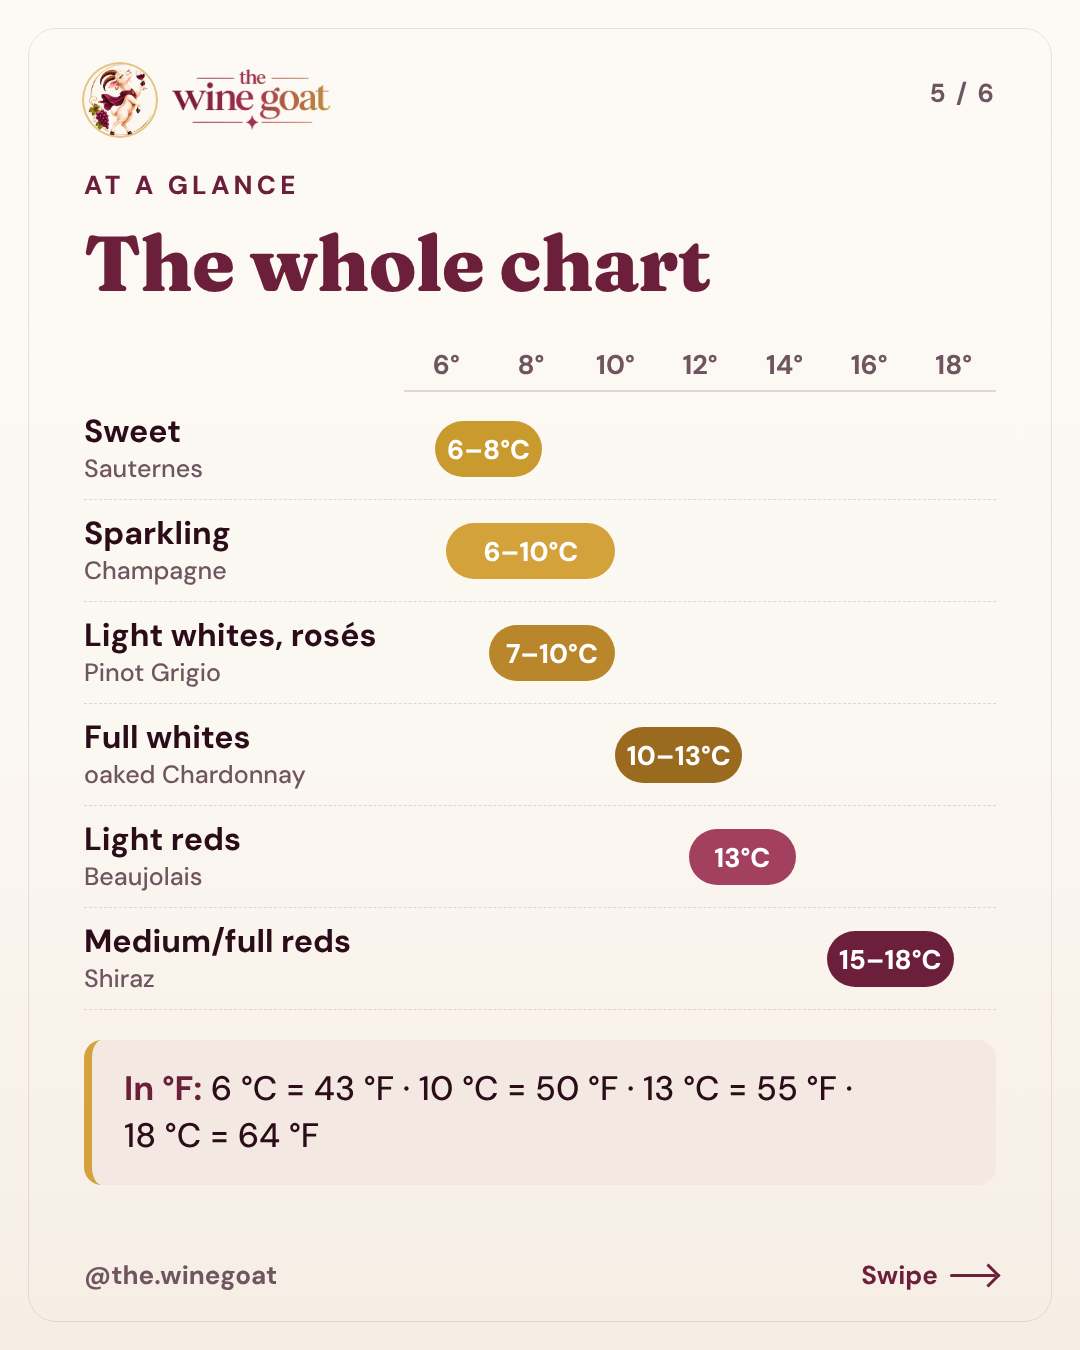 the
wine goat
5 / 6
AT A GLANCE
The whole chart
6° 8° 10° 12° 14° 16° 18°
Sweet
Sauternes
6–8°C
Sparkling
Champagne
6–10°C
Light whites, rosés
Pinot Grigio
7–10°C
Full whites
oaked Chardonnay
10–13°C
Light reds
Beaujolais
13°C
Medium/full reds
Shiraz
15–18°C
In °F: 6 °C = 43 °F · 10 °C = 50 °F · 13 °C = 55 °F ·
18 °C = 64 °F
@the.winegoat
Swipe